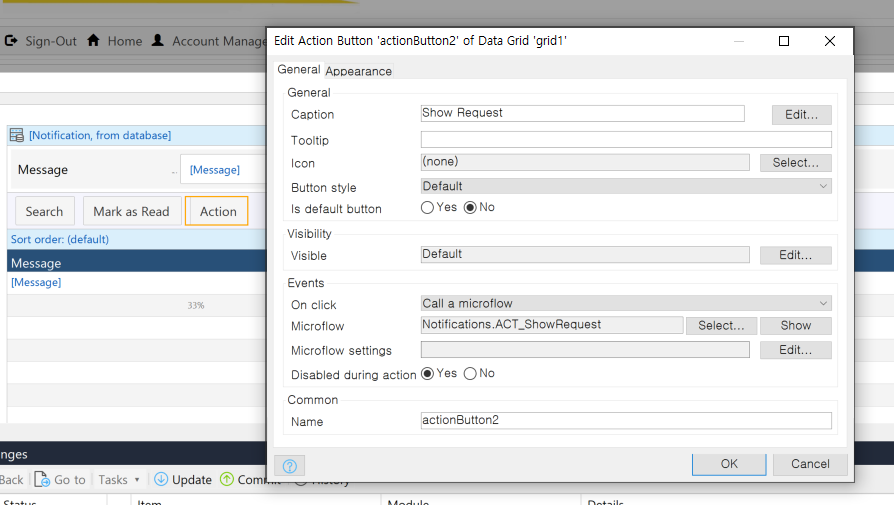 Edit Action Button 'actionButton2' of Data Grid 'grid1'
Sign-Out Home Account Manage
General Appearance
General
Caption Show Request Edit...
Tooltip
Icon (none) Select...
Button style Default
Is default button Yes No
Visibility
Visible Default Edit...
Events
On click Call a microflow
Microflow Notifications.ACT_ShowRequest Select... Show
Microflow settings Edit...
Disabled during action Yes No
Common
Name actionButton2
OK Cancel
[Notification, from database]
Message ... [Message]
Search Mark as Read Action
Sort order: (default)
Message
[Message]
33%
nges
Back Go to Tasks Update Commit History
Status Item Module Details